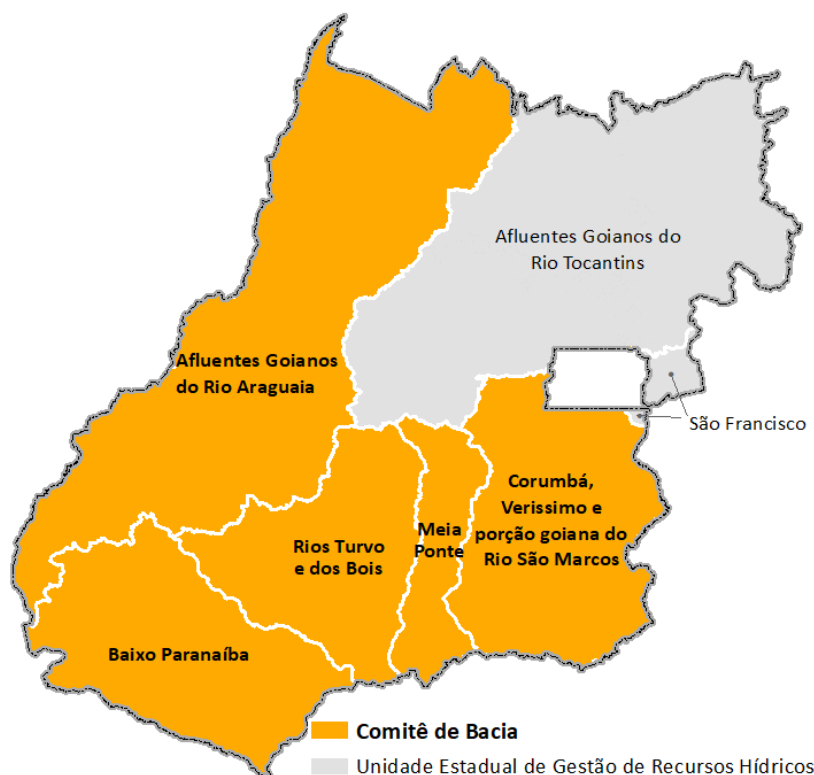 Afluentes Goianos do
Rio Tocantins
Afluentes Goianos
do Rio Araguaia
São Francisco
Corumbá,
Verissimo e
porção goiana do
Rio São Marcos
Meia
Ponte
Rios Turvo
e dos Bois
Baixo Paranaíba
Comitê de Bacia
Unidade Estadual de Gestão de Recursos Hídricos